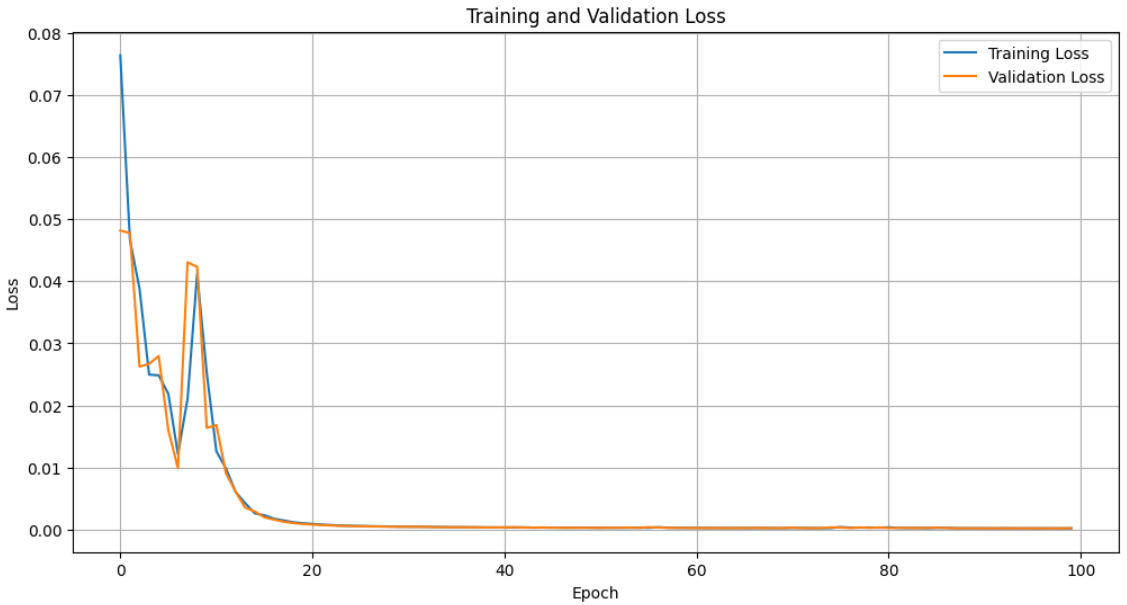 Training and Validation Loss
Training Loss
Validation Loss
0.08
0.07
0.06
0.05
0.04
0.03
0.02
0.01
0.00
Loss
0 20 40 60 80 100
Epoch